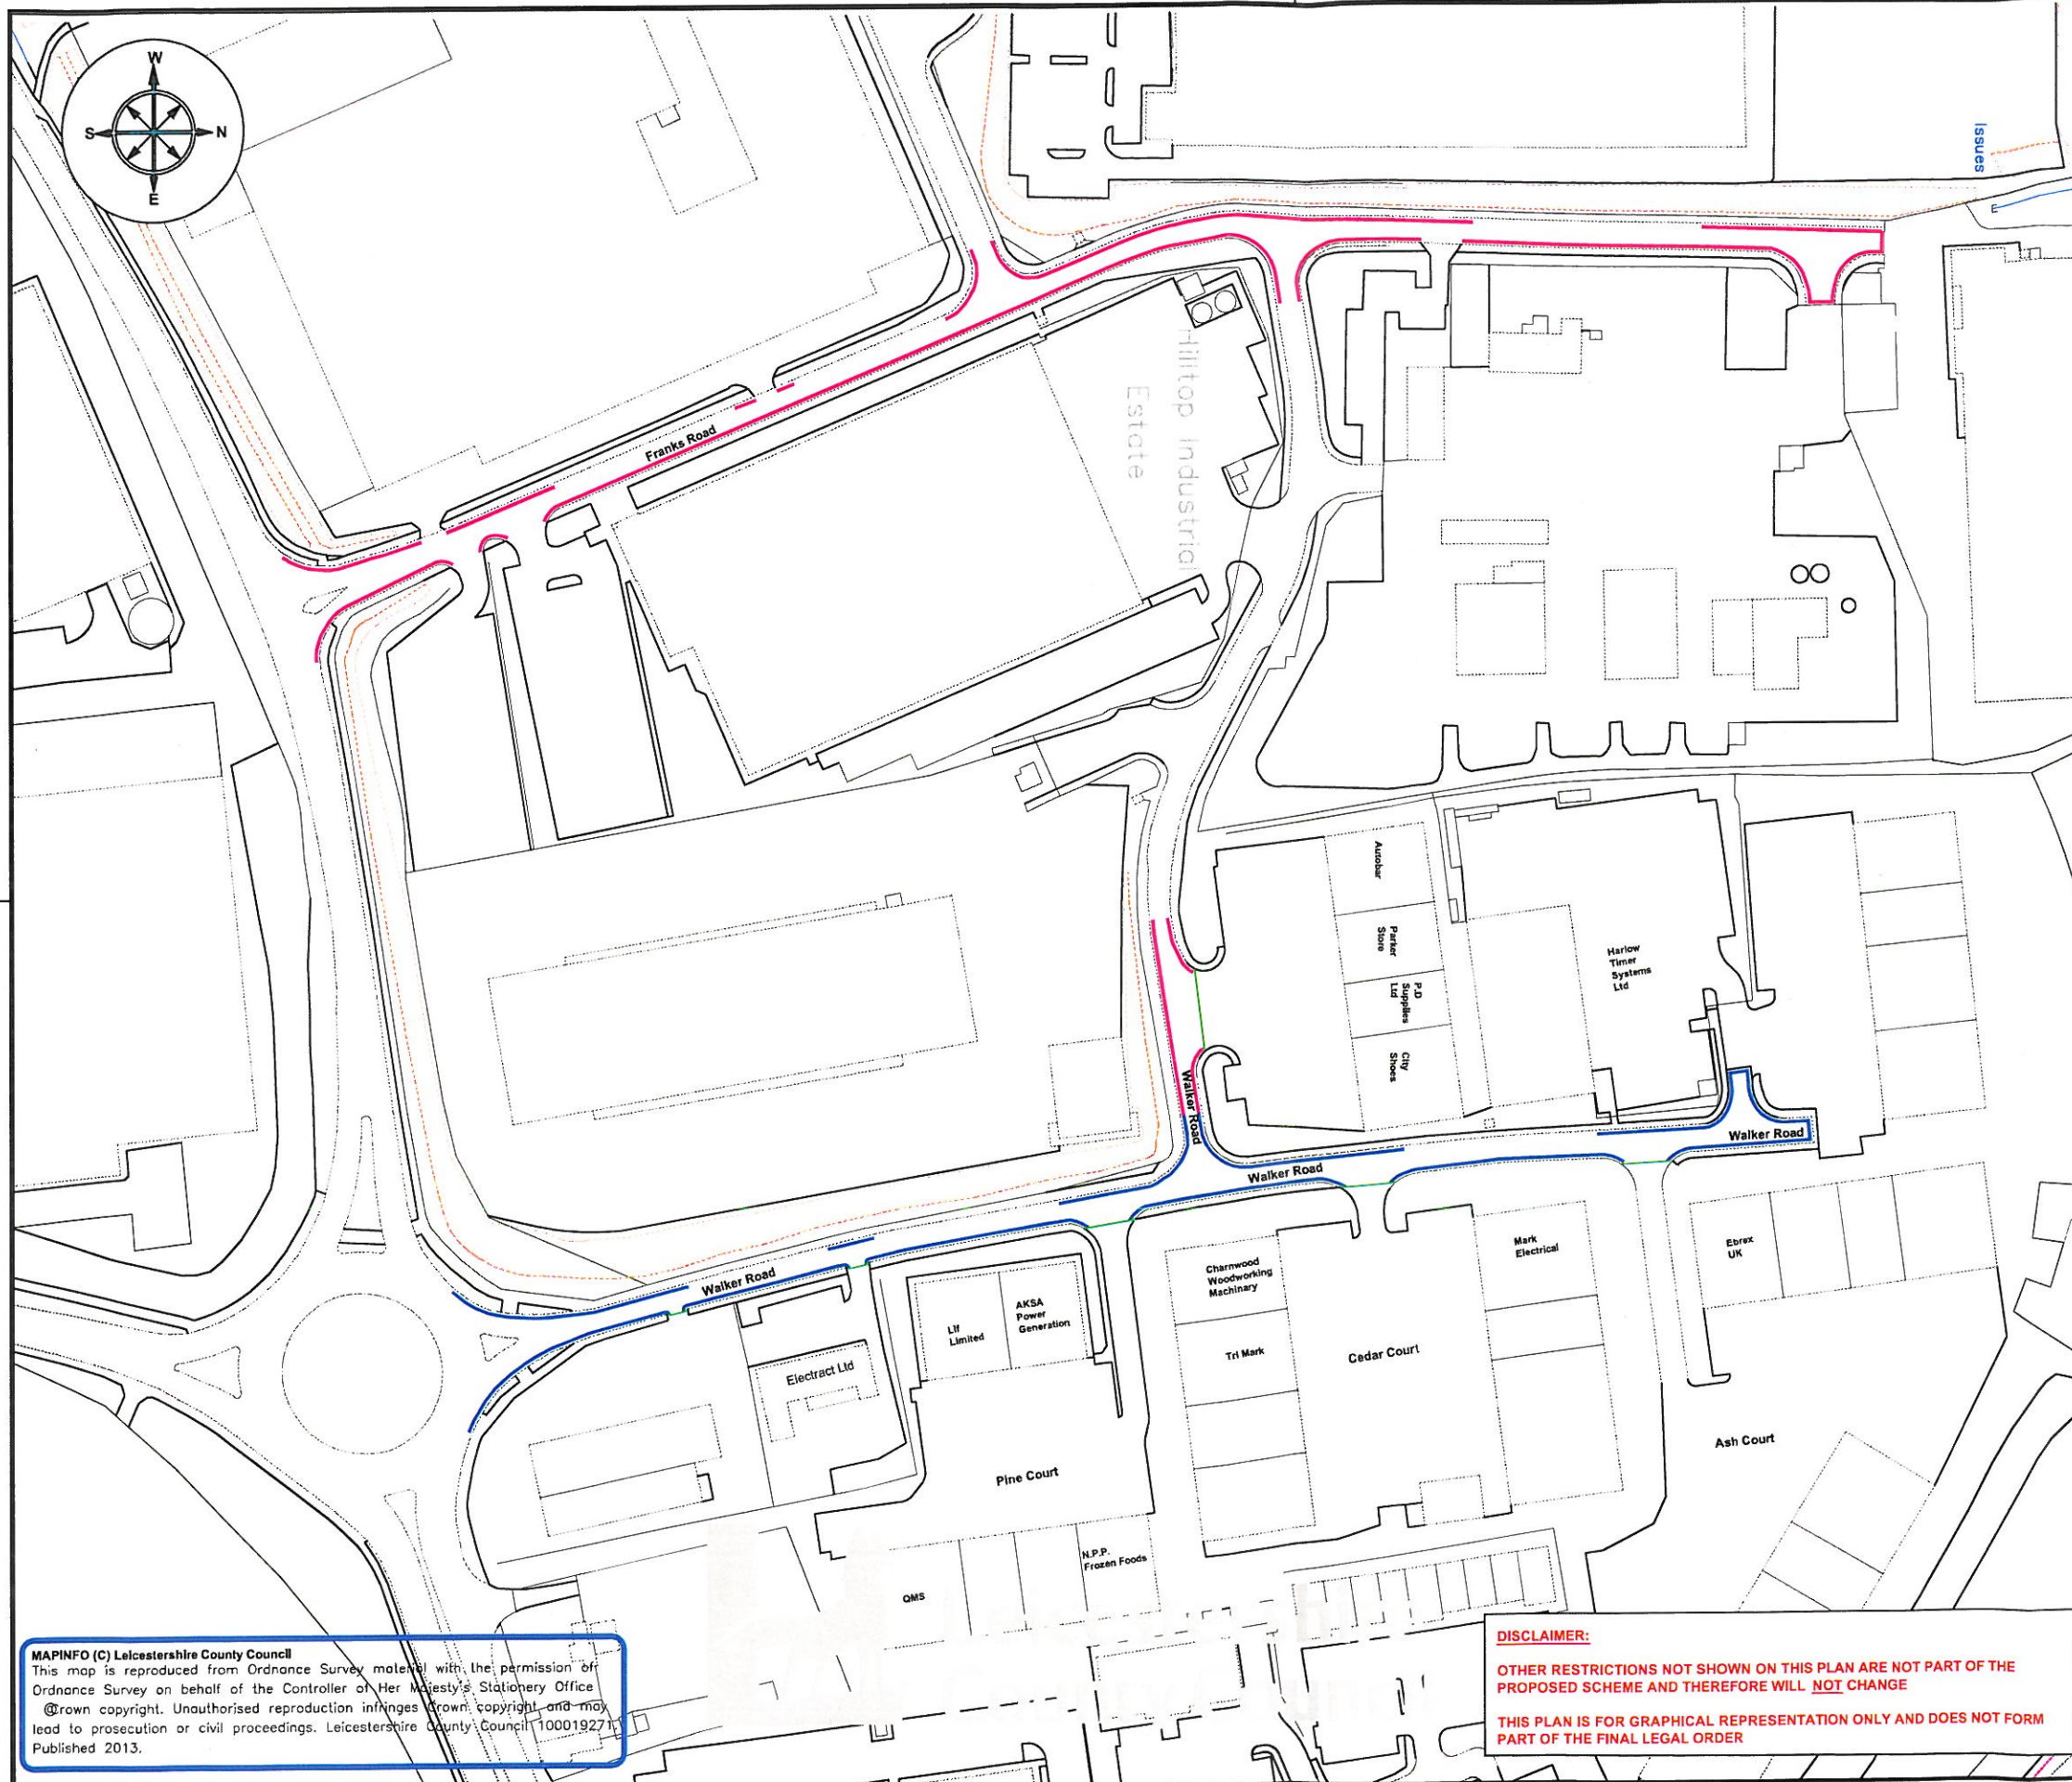 W
S
N
E
Issues
Hilltop Industrial
Estate
Franks Road
Autobar
Parker
Store
P.D
Supplies
Ltd
City
Shoes
Harlow
Timer
Systems
Ltd
Walker Road
Walker Road
Walker Road
Walker Road
Charnwood
Woodworking
Machinary
Tri Mark
Cedar Court
Mark
Electrical
Ebrex
UK
Lif
Limited
AKSA
Power
Generation
Electract Ltd
Pine Court
Ash Court
QMS
N.P.P.
Frozen Foods
MAPINFO (C) Leicestershire County Council
This map is reproduced from Ordnance Survey material with the permission of
Ordnance Survey on behalf of the Controller of Her Majesty's Stationery Office
@Crown copyright. Unauthorised reproduction infringes Crown copyright and may
lead to prosecution or civil proceedings. Leicestershire County Council 100019271.
Published 2013.
DISCLAIMER:
OTHER RESTRICTIONS NOT SHOWN ON THIS PLAN ARE NOT PART OF THE
PROPOSED SCHEME AND THEREFORE WILL NOT CHANGE
THIS PLAN IS FOR GRAPHICAL REPRESENTATION ONLY AND DOES NOT FORM
PART OF THE FINAL LEGAL ORDER